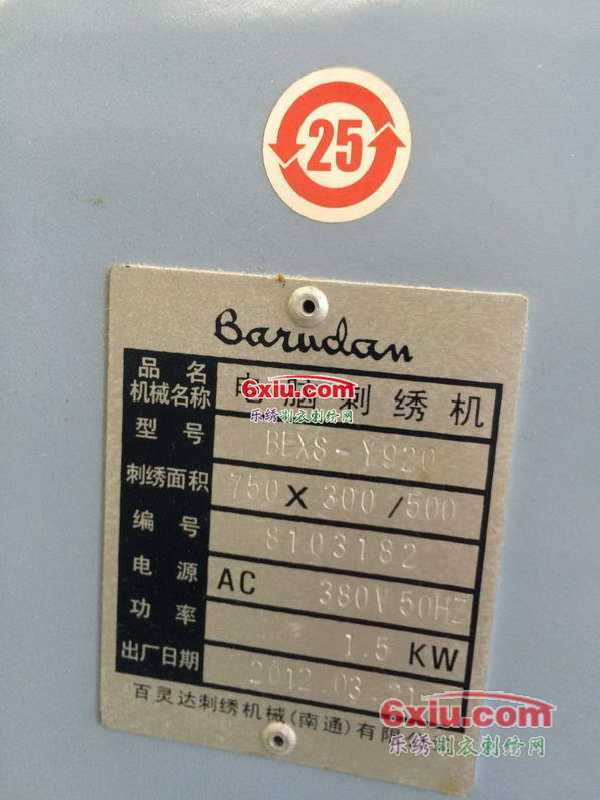 25
Barudan
品名
机械名称
电脑刺绣机
6xiu.com
乐绣制衣刺绣网
型号
BEXS-Y920
刺绣面积
750 X 300/500
编号
8103182
电源
AC 380V 50HZ
功率
1.5 KW
出厂日期
2012.03.21
百灵达刺绣机械(南通)有限公
6xiu.com
乐绣制衣刺绣网